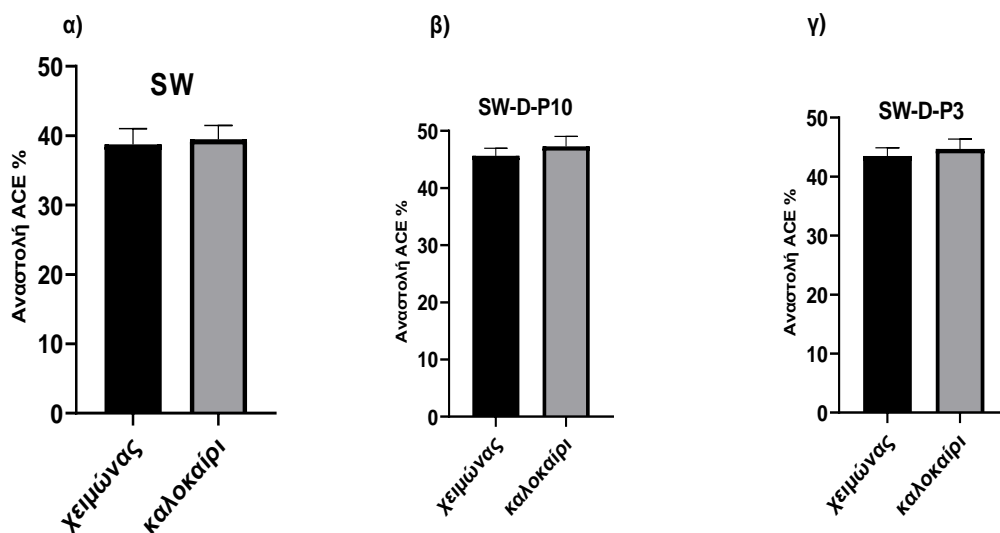 α)
SW
Αναστολή ACE %
50
40
30
20
10
0
χειμώνας
καλοκαίρι
β)
SW-D-P10
Αναστολή ACE %
50
40
30
20
10
0
χειμώνας
καλοκαίρι
γ)
SW-D-P3
Αναστολή ACE %
50
40
30
20
10
0
χειμώνας
καλοκαίρι